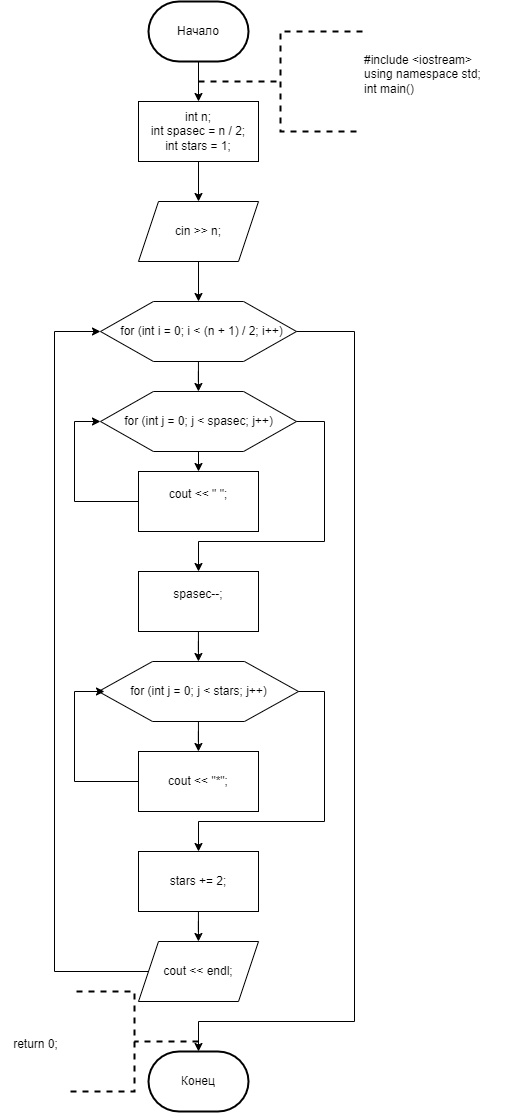 Начало
#include <iostream>
using namespace std;
int main()
int n;
int spasec = n / 2;
int stars = 1;
cin >> n;
for (int i = 0; i < (n + 1) / 2; i++)
for (int j = 0; j < spasec; j++)
cout << " ";
spasec--;
for (int j = 0; j < stars; j++)
cout << "*";
stars += 2;
cout << endl;
return 0;
Конец